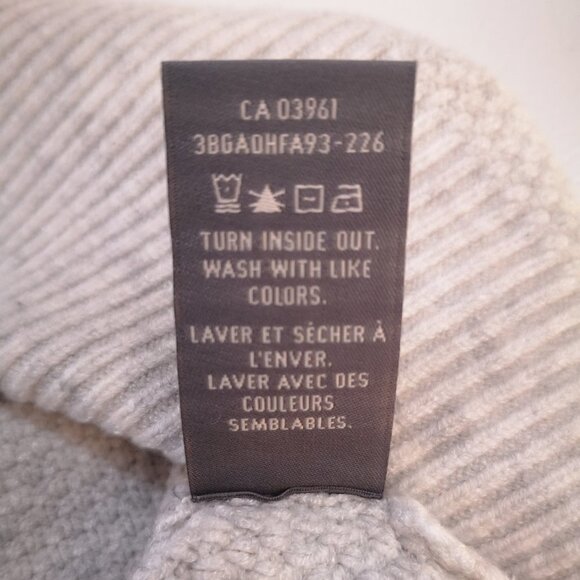 CA 03961
3BGADHFA93-226
TURN INSIDE OUT.
WASH WITH LIKE
COLORS.
LAVER ET SÉCHER À
L'ENVER.
LAVER AVEC DES
COULEURS
SEMBLABLES.